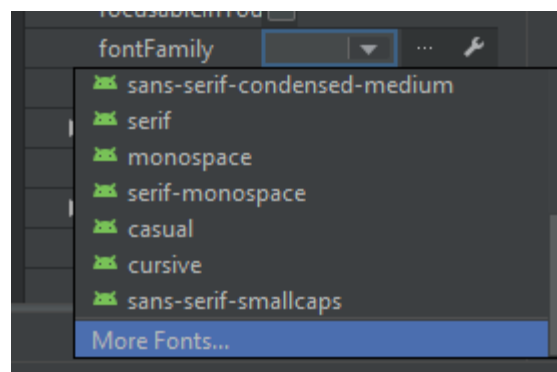 fontFamily
...
sans-serif-condensed-medium
serif
monospace
serif-monospace
casual
cursive
sans-serif-smallcaps
More Fonts...